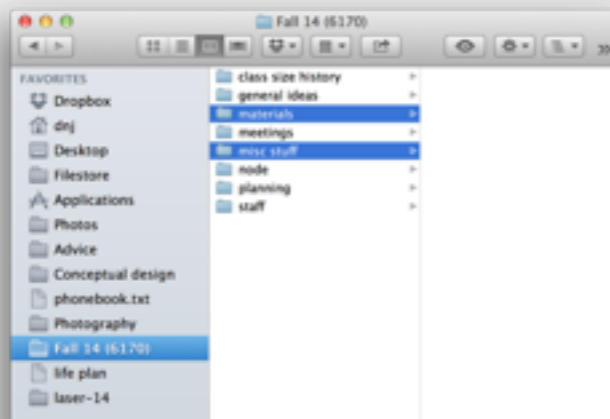 Fall 14 (6170)
FAVORITES
Dropbox
dnj
Desktop
Filestore
Applications
Photos
Advice
Conceptual design
phonebook.txt
Photography
Fall 14 (6170)
life plan
laser-14
class size history
general ideas
materials
meetings
misc stuff
node
planning
staff